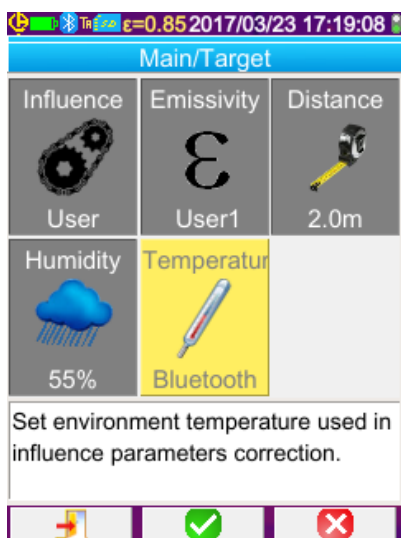 ε=0.85 2017/03/23 17:19:08
Main/Target
Influence Emissivity Distance
ε
User User1 2.0m
Humidity Temperatur
55% Bluetooth
Set environment temperature used in
influence parameters correction.